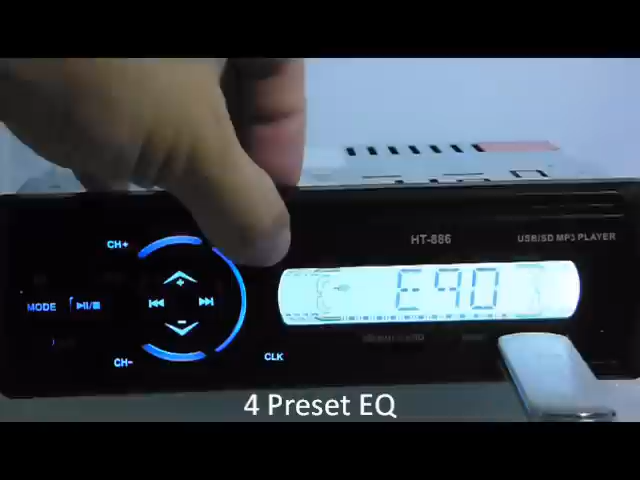 HT-886
USB/SD MP3 PLAYER
CH+
MODE
CH-
CLK
E90
4 Preset EQ